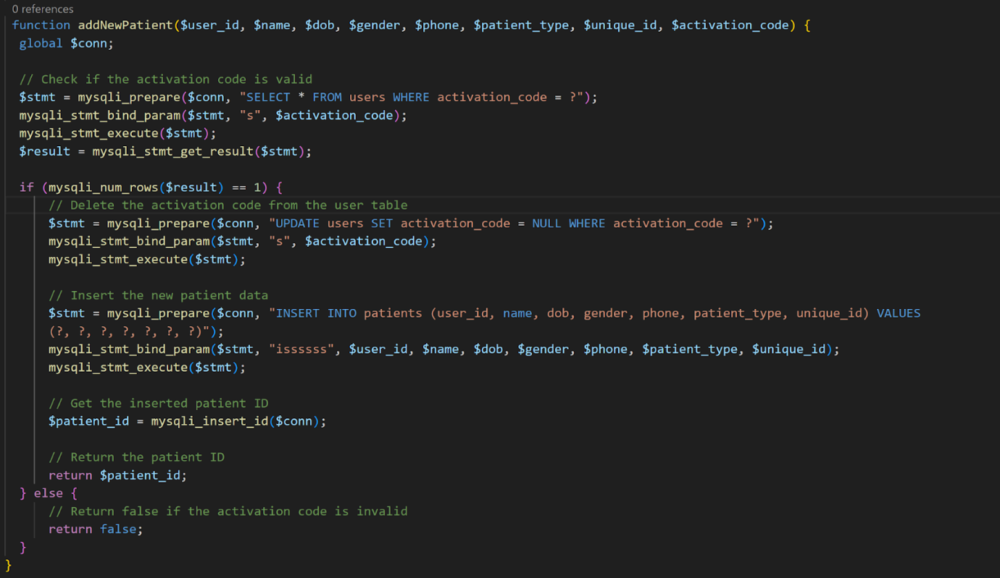 0 references
function addNewPatient($user_id, $name, $dob, $gender, $phone, $patient_type, $unique_id, $activation_code) {
global $conn;
// Check if the activation code is valid
$stmt = mysqli_prepare($conn, "SELECT * FROM users WHERE activation_code = ?");
mysqli_stmt_bind_param($stmt, "s", $activation_code);
mysqli_stmt_execute($stmt);
$result = mysqli_stmt_get_result($stmt);
if (mysqli_num_rows($result) == 1) {
// Delete the activation code from the user table
$stmt = mysqli_prepare($conn, "UPDATE users SET activation_code = NULL WHERE activation_code = ?");
mysqli_stmt_bind_param($stmt, "s", $activation_code);
mysqli_stmt_execute($stmt);
// Insert the new patient data
$stmt = mysqli_prepare($conn, "INSERT INTO patients (user_id, name, dob, gender, phone, patient_type, unique_id) VALUES
(?, ?, ?, ?, ?, ?, ?)");
mysqli_stmt_bind_param($stmt, "issssss", $user_id, $name, $dob, $gender, $phone, $patient_type, $unique_id);
mysqli_stmt_execute($stmt);
// Get the inserted patient ID
$patient_id = mysqli_insert_id($conn);
// Return the patient ID
return $patient_id;
} else {
// Return false if the activation code is invalid
return false;
}
}